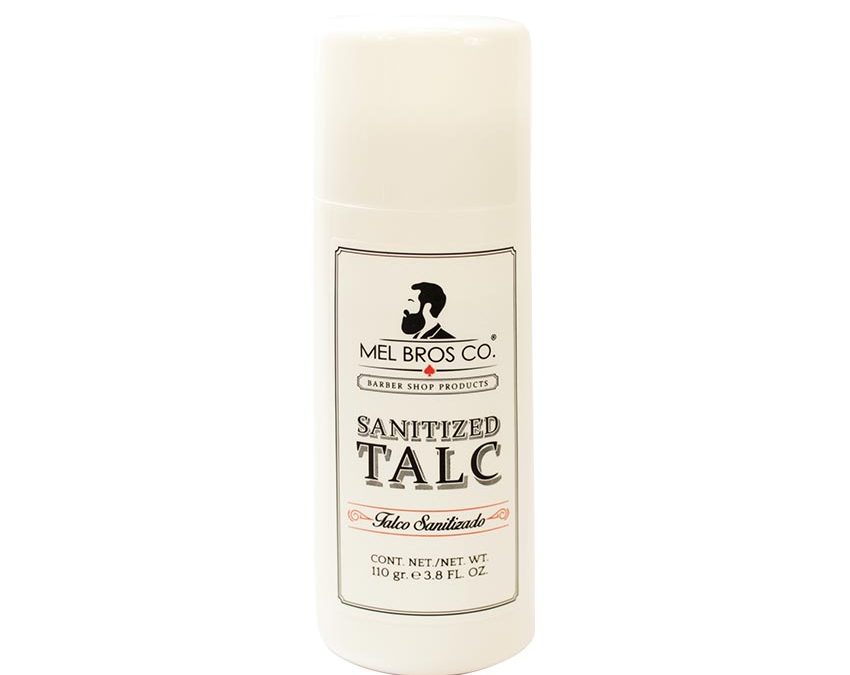 MEL BROS CO.®
BARBER SHOP PRODUCTS
SANITIZED
TALC
Talco Sanitizado
CONT. NET./NET. WT.
110 gr. ℮ 3.8 FL. OZ.